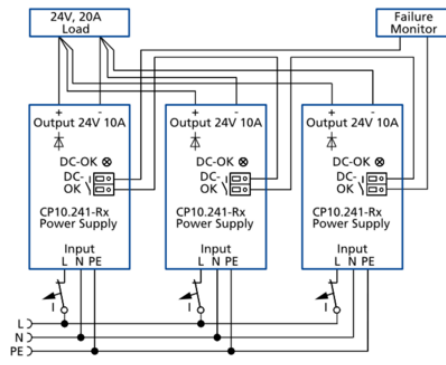 24V, 20A
Load
Failure
Monitor
+ -
Output 24V 10A
DC-OK
DC-
OK
CP10.241-Rx
Power Supply
Input
L N PE
I
+ -
Output 24V 10A
DC-OK
DC-
OK
CP10.241-Rx
Power Supply
Input
L N PE
I
+ -
Output 24V 10A
DC-OK
DC-
OK
CP10.241-Rx
Power Supply
Input
L N PE
I
L
N
PE